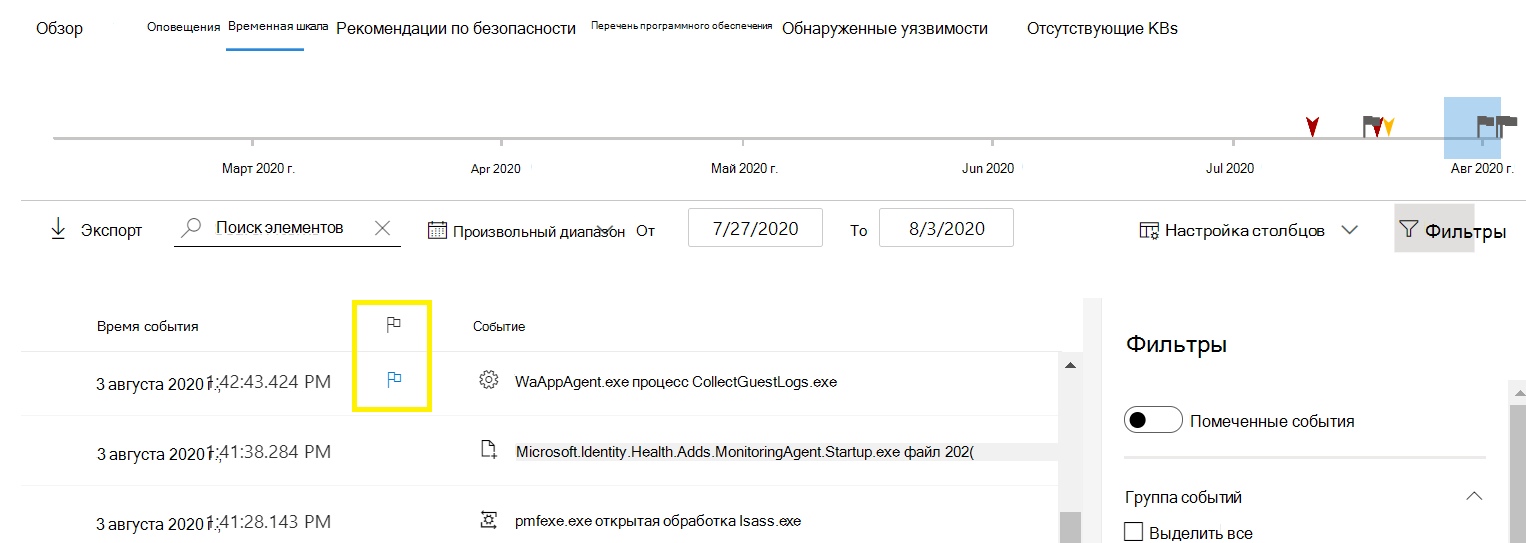 Обзор Оповещения Временная шкала Рекомендации по безопасности Перечень программного обеспечения Обнаруженные уязвимости Отсутствующие KBs
Март 2020 г. Apr 2020 Май 2020 г. Jun 2020 Jul 2020 Авг 2020 г.
Экспорт Поиск элементов Произвольный диапазон От 7/27/2020 То 8/3/2020 Настройка столбцов Фильтры
Время события Событие
Фильтры
3 августа 2020 г., 1:42:43.424 PM WaAppAgent.exe процесс CollectGuestLogs.exe
Помеченные события
3 августа 2020 г., 1:41:38.284 PM Microsoft.Identity.Health.Adds.MonitoringAgent.Startup.exe файл 202(
Группа событий
3 августа 2020 г., 1:41:28.143 PM pmfexe.exe открытая обработка lsass.exe
Выделить все